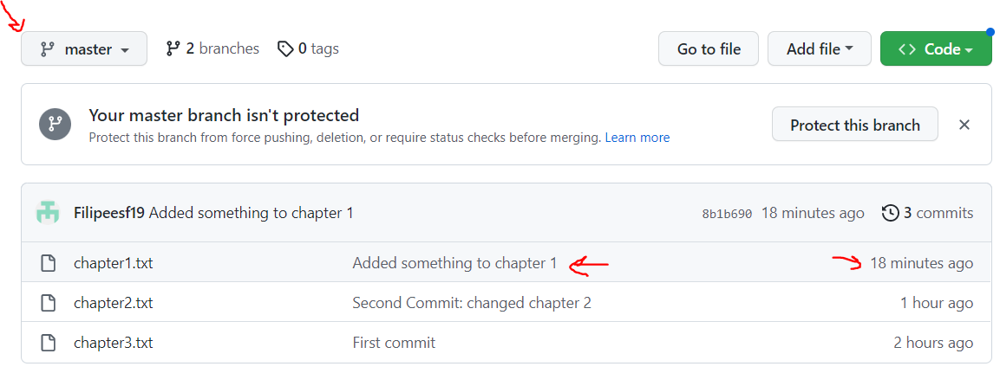 master 2 branches 0 tags Go to file Add file Code
Your master branch isn't protected
Protect this branch from force pushing, deletion, or require status checks before merging. Learn more
Protect this branch
Filipeesf19 Added something to chapter 1 8b1b690 18 minutes ago 3 commits
chapter1.txt Added something to chapter 1 18 minutes ago
chapter2.txt Second Commit: changed chapter 2 1 hour ago
chapter3.txt First commit 2 hours ago